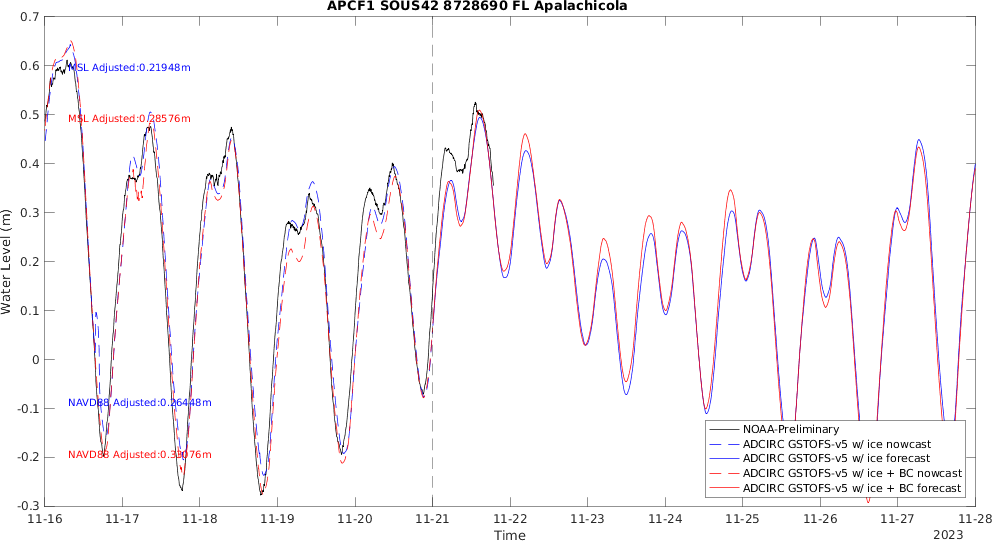 APCF1 SOUS42 8728690 FL Apalachicola
0.7
0.6
0.5
0.4
0.3
0.2
0.1
0
-0.1
-0.2
-0.3
Water Level (m)
MSL Adjusted:0.21948m
MSL Adjusted:0.28576m
NAVD88 Adjusted:0.26448m
NAVD88 Adjusted:0.33076m
NOAA-Preliminary
ADCIRC GSTOFS-v5 w/ ice nowcast
ADCIRC GSTOFS-v5 w/ ice forecast
ADCIRC GSTOFS-v5 w/ ice + BC nowcast
ADCIRC GSTOFS-v5 w/ ice + BC forecast
11-16 11-17 11-18 11-19 11-20 11-21 11-22 11-23 11-24 11-25 11-26 11-27 11-28
Time
2023